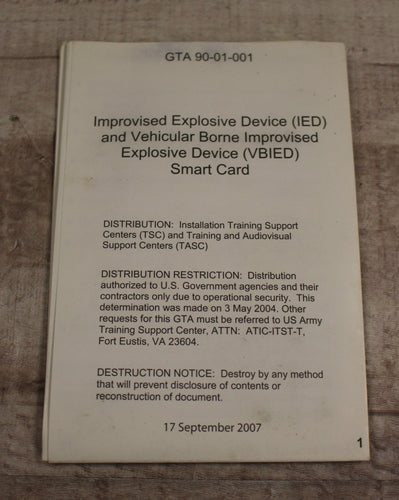 GTA 90-01-001
Improvised Explosive Device (IED)
and Vehicular Borne Improvised
Explosive Device (VBIED)
Smart Card
DISTRIBUTION: Installation Training Support
Centers (TSC) and Training and Audiovisual
Support Centers (TASC)
DISTRIBUTION RESTRICTION: Distribution
authorized to U.S. Government agencies and their
contractors only due to operational security. This
determination was made on 3 May 2004. Other
requests for this GTA must be referred to US Army
Training Support Center, ATTN: ATIC-ITST-T,
Fort Eustis, VA 23604.
DESTRUCTION NOTICE: Destroy by any method
that will prevent disclosure of contents or
reconstruction of document.
17 September 2007
1